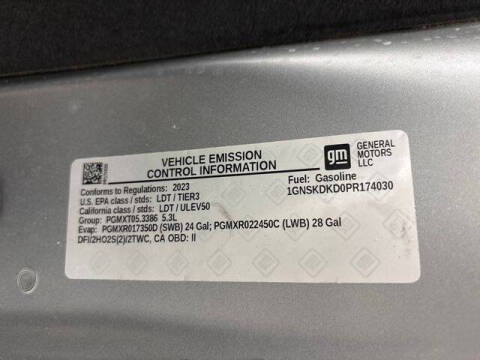 VEHICLE EMISSION
CONTROL INFORMATION
gm
GENERAL
MOTORS
LLC
Conforms to Regulations: 2023
U.S. EPA class / stds: LDT / TIER3
California class / stds: LDT / ULEV50
Group: PGMXT05.3386 5.3L
Evap: PGMXR017350D (SWB) 24 Gal; PGMXR022450C (LWB) 28 Gal
DFI/2HO2S(2)/2TWC, CA OBD: II
Fuel: Gasoline
1GNSKDKD0PR174030